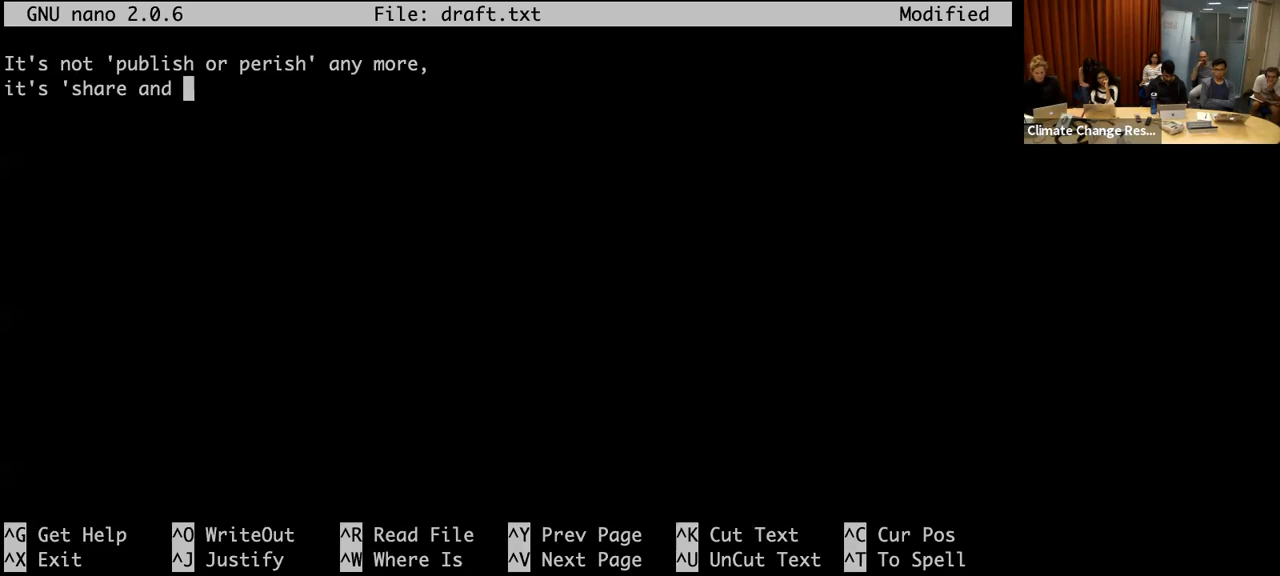 GNU nano 2.0.6 File: draft.txt Modified
It's not 'publish or perish' any more,
it's 'share and
Climate Change Res...
^G Get Help ^O WriteOut ^R Read File ^Y Prev Page ^K Cut Text ^C Cur Pos
^X Exit ^J Justify ^W Where Is ^V Next Page ^U UnCut Text ^T To Spell